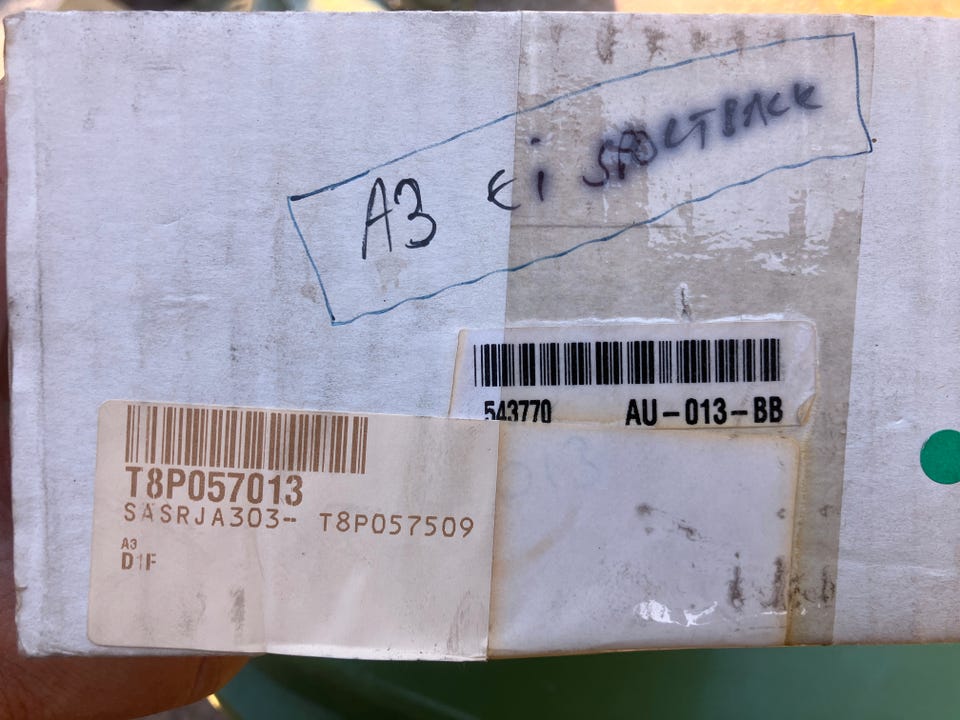 A3 Ei SPORTBACK
543770 AU-013-BB
T8P057013
SASRJA303- T8P057509
A3
D1F